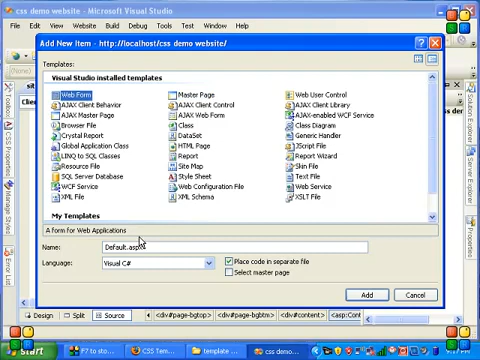 css demo website - Microsoft Visual Studio
File Edit View Website Build Debug Tools Test Window Help
Add New Item - http://localhost/css demo website/
Templates:
Visual Studio installed templates
Web Form Master Page Web User Control
AJAX Client Behavior AJAX Client Control AJAX Client Library
AJAX Master Page AJAX Web Form AJAX-enabled WCF Service
Browser File Class Class Diagram
Crystal Report DataSet Generic Handler
Global Application Class HTML Page JScript File
LINQ to SQL Classes Report Report Wizard
Resource File Site Map Skin File
SQL Server Database Style Sheet Text File
WCF Service Web Configuration File Web Service
XML File XML Schema XSLT File
My Templates
A form for Web Applications
Name: Default.aspx
Language: Visual C# Place code in separate file
Select master page
Add Cancel
Toolbox
CSS Properties
Manage Styles
Error List
Solution Explorer
Server Explorer
Properties
Design Split Source <div#page-bgtop> <div#page-bgbtm> <div#content> <asp:Cont
start F7 to sto... CSS Tem... template ... css demo...